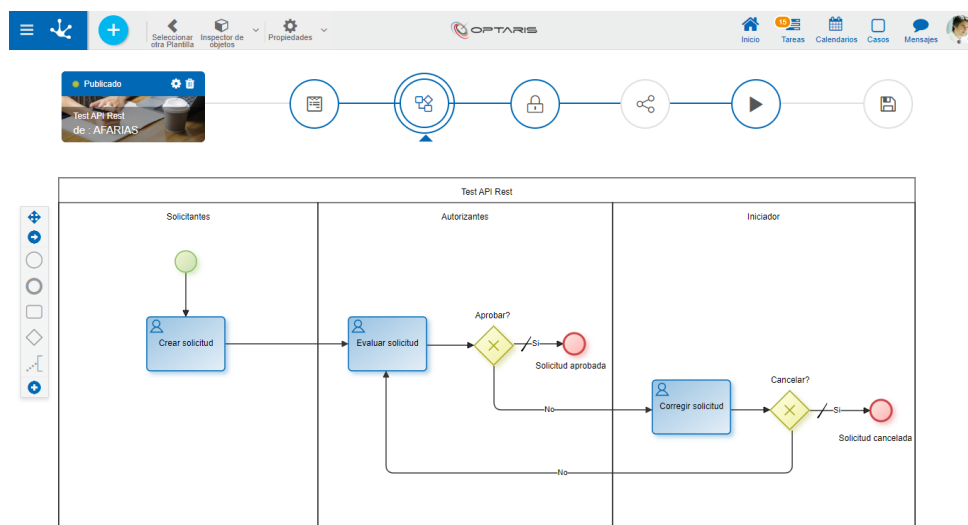 Seleccionar
otra Plantilla
Inspector de
objetos
Propiedades
OPTARIS
Inicio
15
Tareas
Calendarios
Casos
Mensajes
Publicado
Test API Rest
de : AFARIAS
Test API Rest
Solicitantes
Autorizantes
Iniciador
Crear solicitud
Evaluar solicitud
Aprobar?
Si
Solicitud aprobada
No
Corregir solicitud
Cancelar?
Si
Solicitud cancelada
No